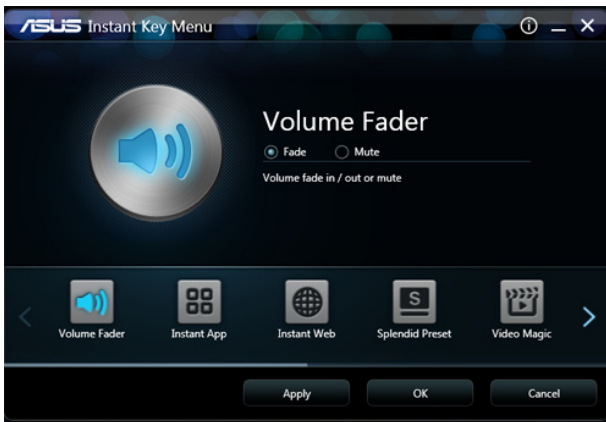 ASUS Instant Key Menu
Volume Fader
Fade Mute
Volume fade in / out or mute
S
Volume Fader Instant App Instant Web Splendid Preset Video Magic
Apply OK Cancel